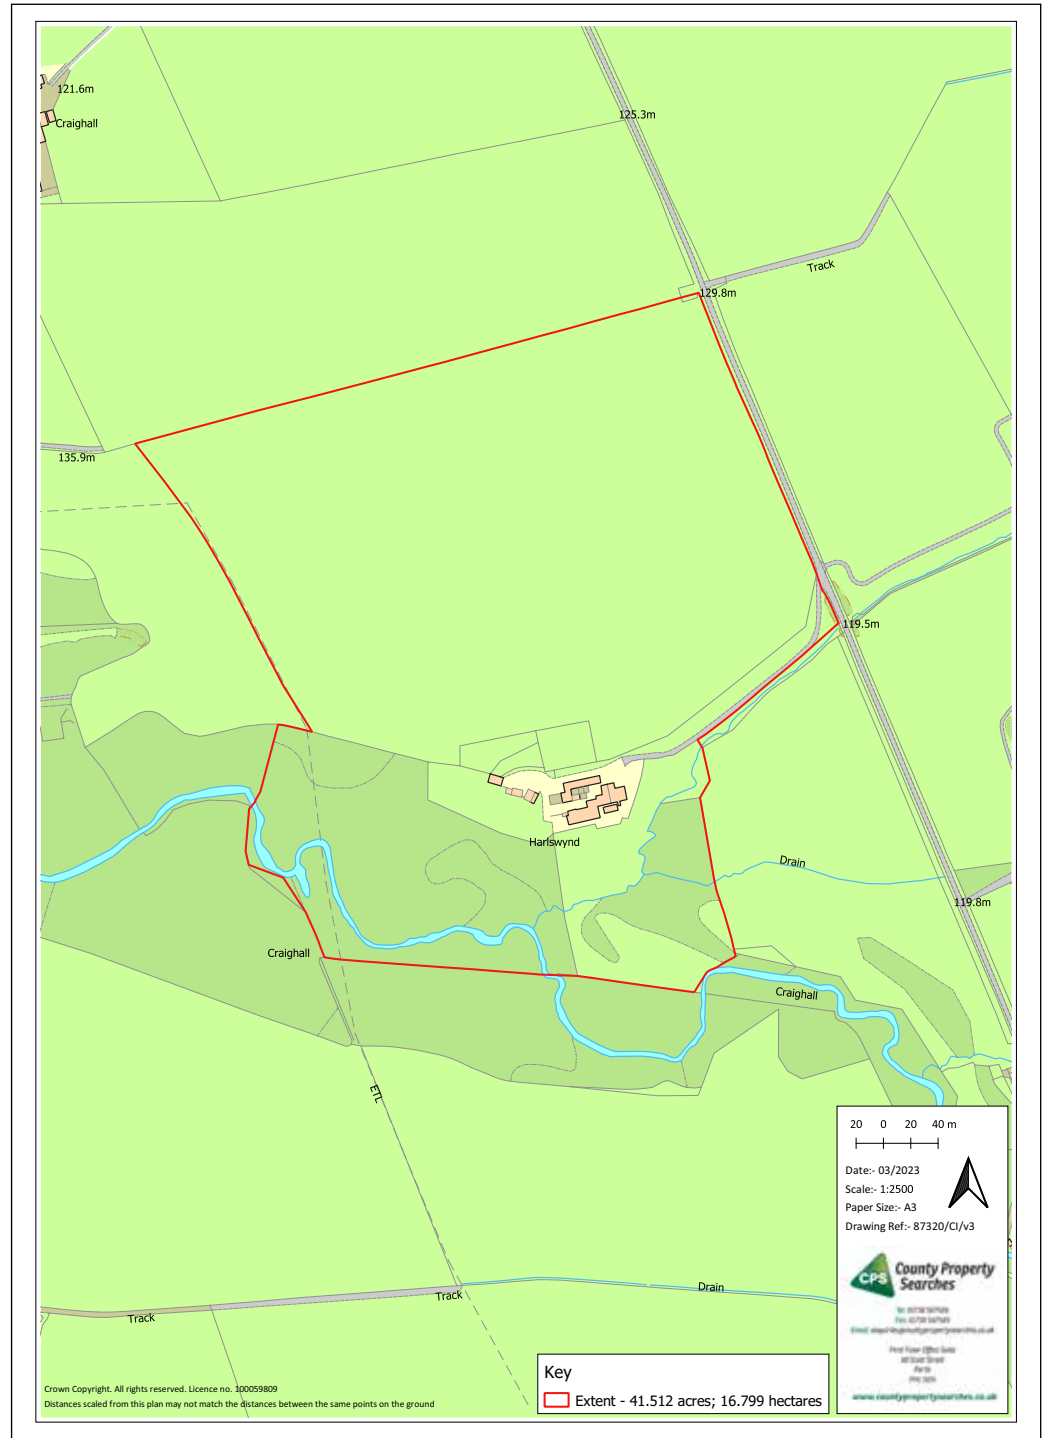 121.6m
Craighall
125.3m
Track
129.8m
135.9m
119.5m
Harlswynd
Drain
119.8m
Craighall
Craighall
ETL
Drain
Track
Track
20 0 20 40 m
Date:- 03/2023
Scale:- 1:2500
Paper Size:- A3
Drawing Ref:- 87320/CI/v3
CPS
County Property
Searches
www.countypropertysearches.co.uk
Key
Extent - 41.512 acres; 16.799 hectares
Crown Copyright. All rights reserved. Licence no. 100059809
Distances scaled from this plan may not match the distances between the same points on the ground